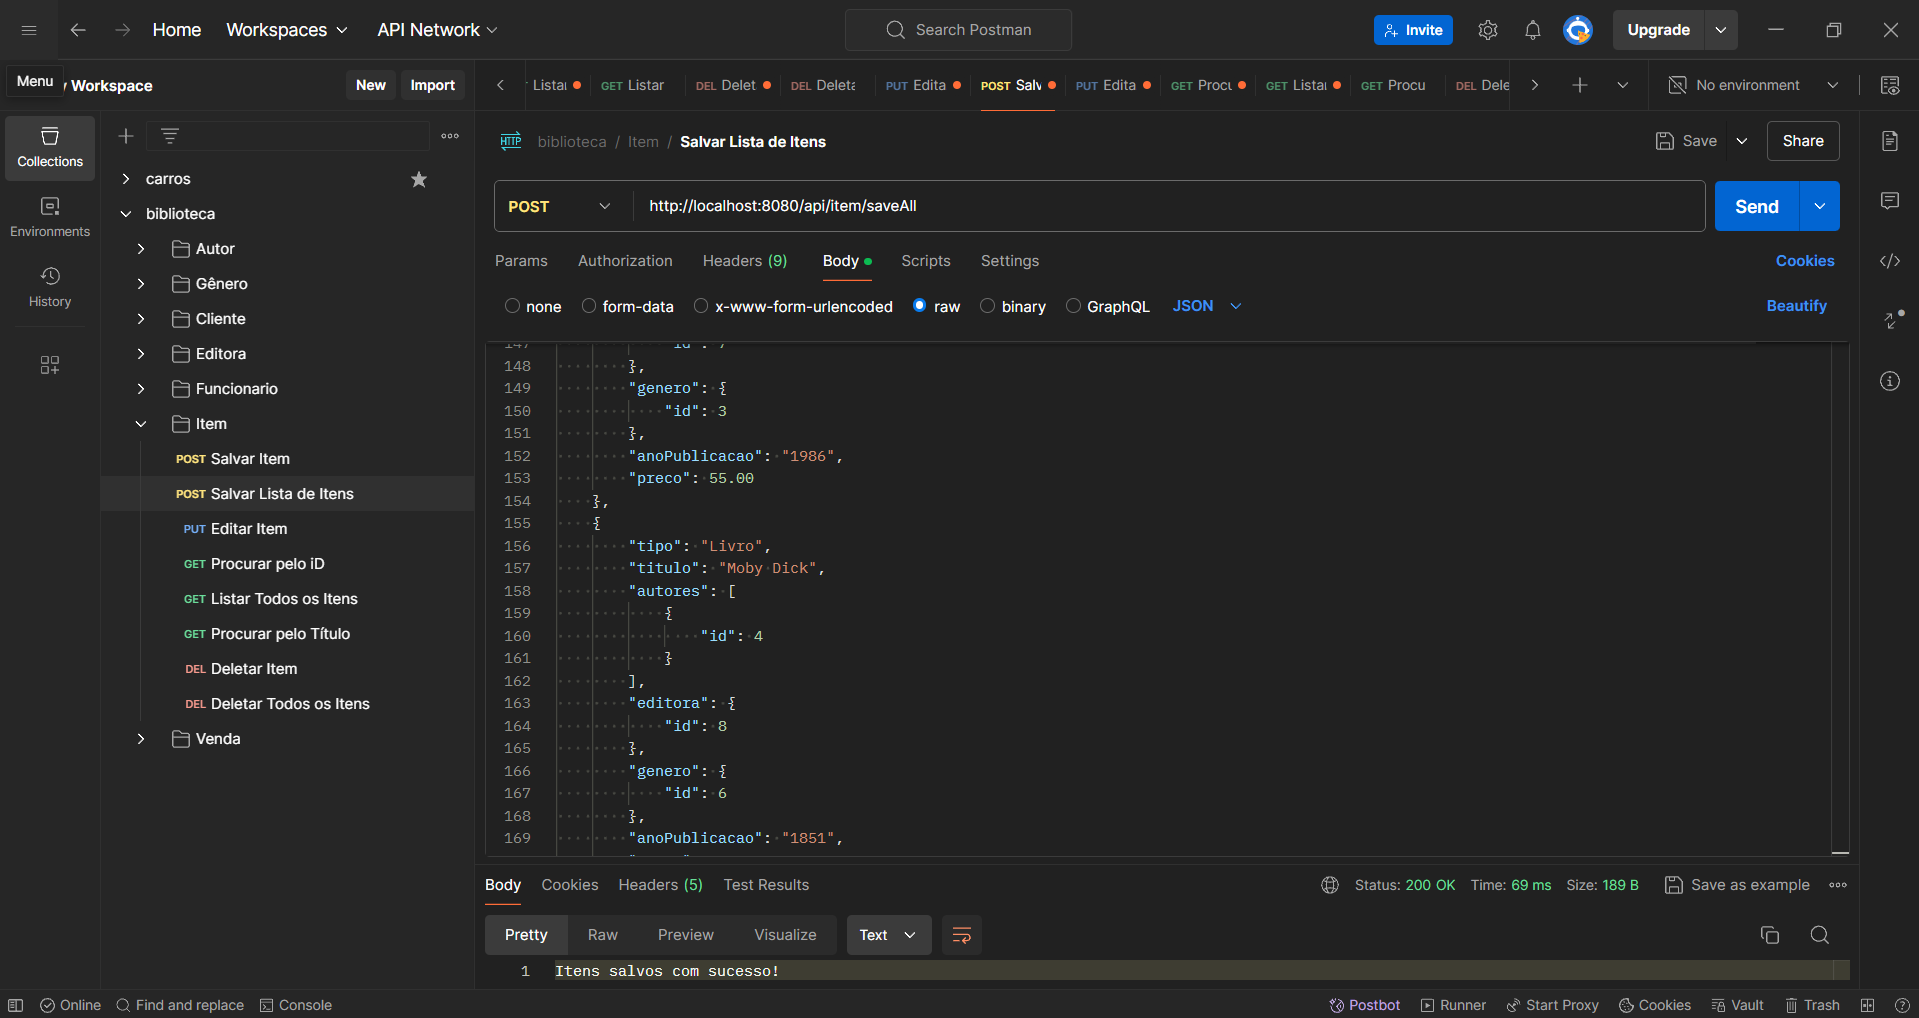 Home
Workspaces
API Network
Search Postman
Invite
Upgrade
Menu
Workspace
New
Import
GET Listar
DEL Delet
DEL
PUT Edita
POST
PUT Edita
GET
GET
GET Procu
DEL
No environment
Collections
Environments
History
carros
biblioteca
Autor
Gênero
Cliente
Editora
Funcionario
Item
POST Salvar Item
POST Salvar Lista de Itens
PUT Editar Item
GET Procurar pelo iD
GET Listar Todos os Itens
GET Procurar pelo Título
DEL Deletar Item
DEL Deletar Todos os Itens
Venda
HTTP biblioteca / Item / Salvar Lista de Itens
Save
Share
POST
http://localhost:8080/api/item/saveAll
Send
Params
Authorization
Headers (9)
Body
Scripts
Settings
Cookies
none
form-data
x-www-form-urlencoded
raw
binary
GraphQL
JSON
Beautify
148 },
149 "genero": {
150 "id": 3
151 },
152 "anoPublicacao": "1986",
153 "preco": 55.00
154 },
155 {
156 "tipo": "Livro",
157 "titulo": "Moby Dick",
158 "autores": [
159 {
160 "id": 4
161 }
162 ],
163 "editora": {
164 "id": 8
165 },
166 "genero": {
167 "id": 6
168 },
169 "anoPublicacao": "1851",
Body
Cookies
Headers (5)
Test Results
Status: 200 OK
Time: 69 ms
Size: 189 B
Save as example
Pretty
Raw
Preview
Visualize
Text
1 Itens salvos com sucesso!
Online
Find and replace
Console
Postbot
Runner
Start Proxy
Cookies
Vault
Trash